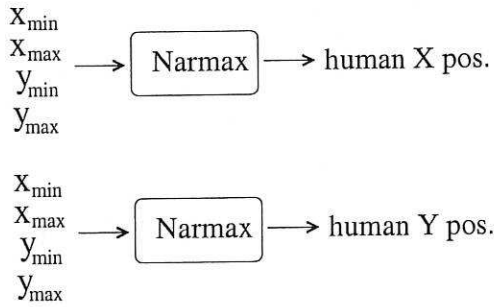 x_min
x_max
y_min
y_max
Narmax
human X pos.
x_min
x_max
y_min
y_max
Narmax
human Y pos.